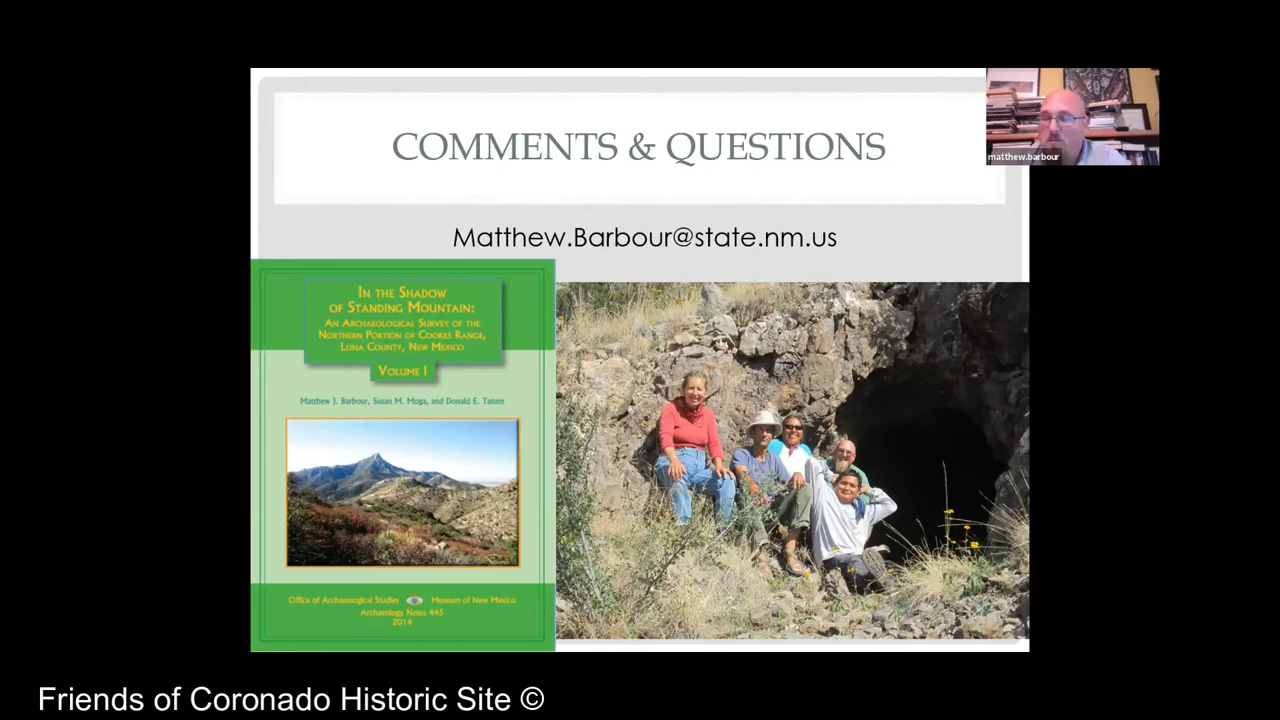 COMMENTS & QUESTIONS
matthew.barbour
Matthew.Barbour@state.nm.us
IN THE SHADOW
OF STANDING MOUNTAIN:
AN ARCHAEOLOGICAL SURVEY OF THE
NORTHERN PORTION OF COOKES RANGE,
LUNA COUNTY, NEW MEXICO
VOLUME I
Matthew J. Barbour, Susan M. Moga, and Donald E. Tatum
Office of Archaeological Studies Museum of New Mexico
Archaeology Notes 445
2014
Friends of Coronado Historic Site ©